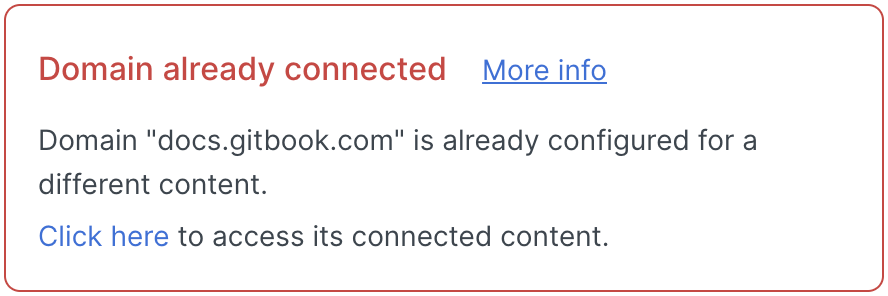 Domain already connected More info
Domain "docs.gitbook.com" is already configured for a
different content.
Click here to access its connected content.